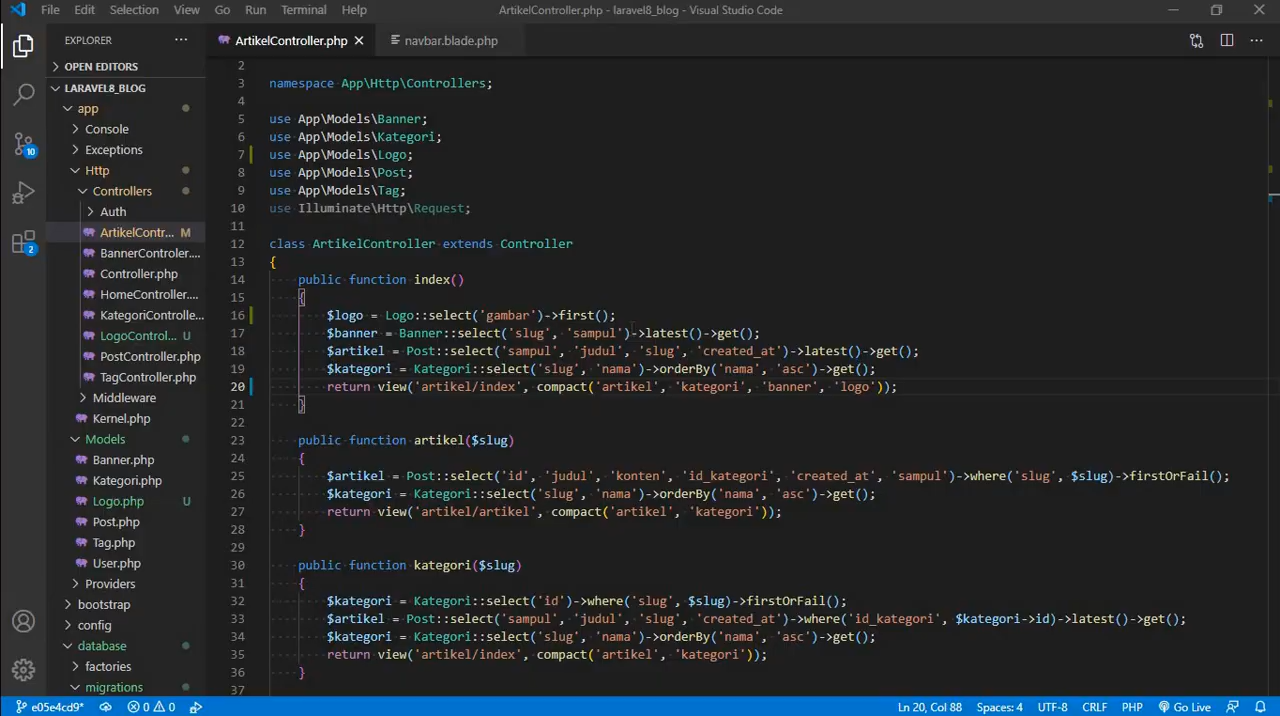 File Edit Selection View Go Run Terminal Help ArtikelController.php - laravel8_blog - Visual Studio Code
EXPLORER ...
OPEN EDITORS
LARAVEL8_BLOG
app
Console
Exceptions
Http
Controllers
Auth
ArtikelContr... M
BannerControler....
Controller.php
HomeController....
KategoriControlle...
LogoControl... U
PostController.php
TagController.php
Middleware
Kernel.php
Models
Banner.php
Kategori.php
Logo.php U
Post.php
Tag.php
User.php
Providers
bootstrap
config
database
factories
migrations
10
2
ArtikelController.php navbar.blade.php ...
2
3 namespace App\Http\Controllers;
4
5 use App\Models\Banner;
6 use App\Models\Kategori;
7 use App\Models\Logo;
8 use App\Models\Post;
9 use App\Models\Tag;
10 use Illuminate\Http\Request;
11
12 class ArtikelController extends Controller
13 {
14 public function index()
15 {
16 $logo = Logo::select('gambar')->first();
17 $banner = Banner::select('slug', 'sampul')->latest()->get();
18 $artikel = Post::select('sampul', 'judul', 'slug', 'created_at')->latest()->get();
19 $kategori = Kategori::select('slug', 'nama')->orderBy('nama', 'asc')->get();
20 return view('artikel/index', compact('artikel', 'kategori', 'banner', 'logo'));
21 }
22
23 public function artikel($slug)
24 {
25 $artikel = Post::select('id', 'judul', 'konten', 'id_kategori', 'created_at', 'sampul')->where('slug', $slug)->firstOrFail();
26 $kategori = Kategori::select('slug', 'nama')->orderBy('nama', 'asc')->get();
27 return view('artikel/artikel', compact('artikel', 'kategori'));
28 }
29
30 public function kategori($slug)
31 {
32 $kategori = Kategori::select('id')->where('slug', $slug)->firstOrFail();
33 $artikel = Post::select('sampul', 'judul', 'slug', 'created_at')->where('id_kategori', $kategori->id)->latest()->get();
34 $kategori = Kategori::select('slug', 'nama')->orderBy('nama', 'asc')->get();
35 return view('artikel/index', compact('artikel', 'kategori'));
36 }
37
e05e4cd9* 0 0 Ln 20, Col 88 Spaces: 4 UTF-8 CRLF PHP Go Live